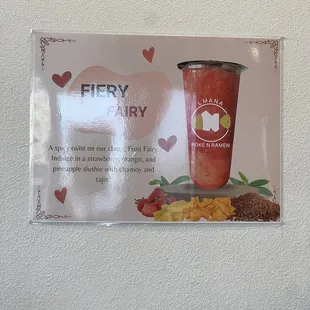 FIERY
FAIRY
A spicy twist on our classic Fruit Fairy
Indulge in a strawberry, mango, and
pineapple slushie with chamoy and
tajin
LMANA
N
POKE N RAMEN